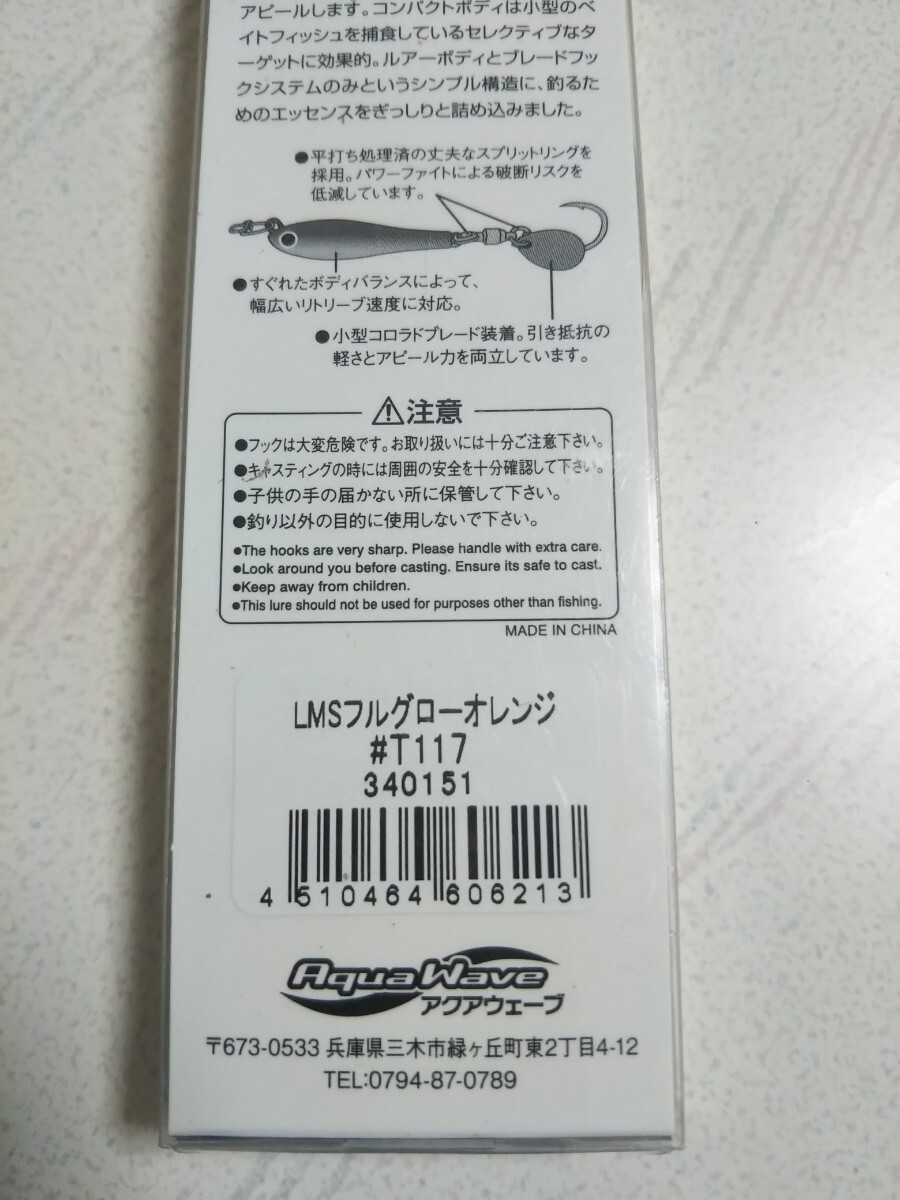 アピールします。コンパクトボディは小型のベ
イトフィッシュを捕食しているセレクティブなタ
ーゲットに効果的。ルアーボディとブレードフッ
クシステムのみというシンプル構造に、釣るた
めのエッセンスをぎっしりと詰め込みました。
●平打ち処理済の丈夫なスプリットリングを
採用。パワーファイトによる破断リスクを
低減しています。
●すぐれたボディバランスによって、
幅広いリトリーブ速度に対応。
●小型コロラドブレード装着。引き抵抗の
軽さとアピール力を両立しています。
⚠注意
●フックは大変危険です。お取り扱いには十分ご注意下さい。
●キャスティングの時には周囲の安全を十分確認して下さい。
●子供の手の届かない所に保管して下さい。
●釣り以外の目的に使用しないで下さい。
●The hooks are very sharp. Please handle with extra care.
●Look around you before casting. Ensure its safe to cast.
●Keep away from children.
●This lure should not be used for purposes other than fishing.
MADE IN CHINA
LMSフルグローオレンジ
#T117
340151
4 510464 606213
AquaWave
アクアウェーブ
〒673-0533 兵庫県三木市緑ヶ丘町東2丁目4-12
TEL:0794-87-0789